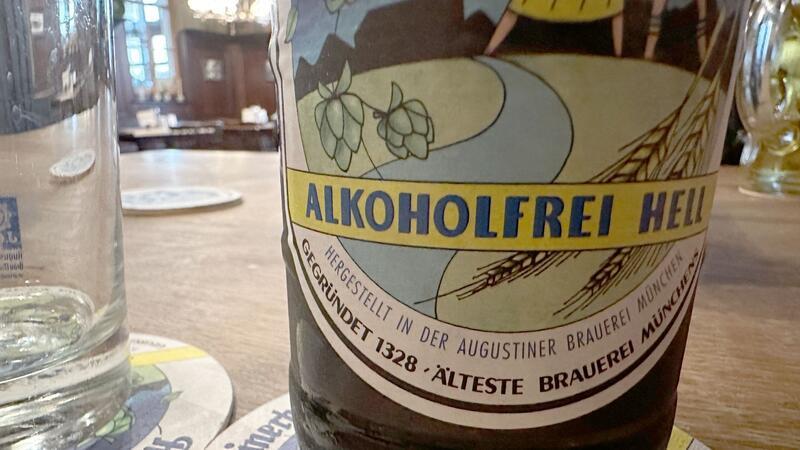 ALKOHOLFREI HELL
HERGESTELLT IN DER AUGUSTINER BRAUEREI MÜNCHEN
GEGRÜNDET 1328 / ÄLTESTE BRAUEREI MÜNCHENS